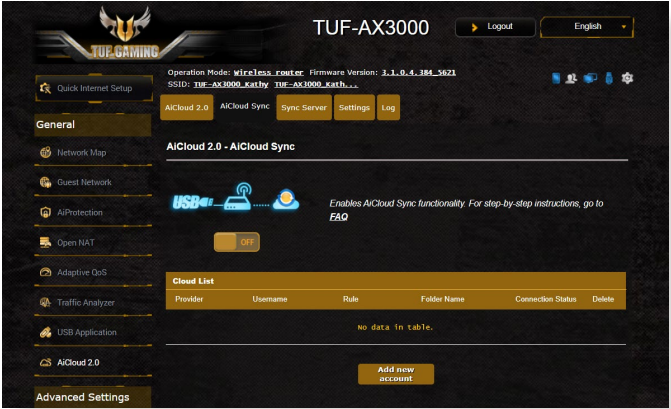 TUF GAMING
TUF-AX3000
Logout
English
Quick Internet Setup
Operation Mode: Wireless router Firmware Version: 3.1.0.4.384_5621
SSID: TUF-AX3000_Kathy TUF-AX3000_Kath...
AiCloud 2.0
AiCloud Sync
Sync Server
Settings
Log
General
Network Map
Guest Network
AiProtection
Open NAT
Adaptive QoS
Traffic Analyzer
USB Application
AiCloud 2.0
Advanced Settings
AiCloud 2.0 - AiCloud Sync
USB
Enables AiCloud Sync functionality. For step-by-step instructions, go to
FAQ
OFF
Cloud List
Provider Username Rule Folder Name Connection Status Delete
No data in table.
Add new
account